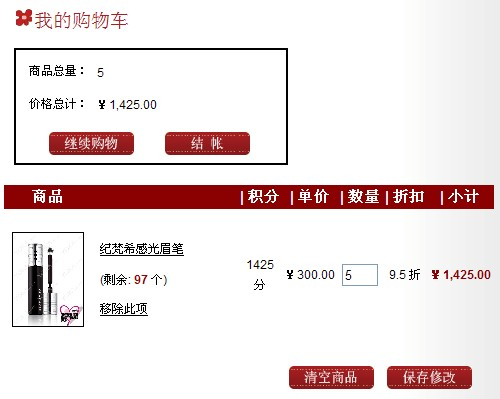 我的购物车
商品总量： 5
价格总计： ¥ 1,425.00
继续购物 结 帐
商品 | 积分 | 单价 | 数量 | 折扣 | 小计
纪梵希感光眉笔
(剩余: 97 个)
移除此项
1425
分
¥ 300.00 5 9.5 折 ¥ 1,425.00
清空商品 保存修改